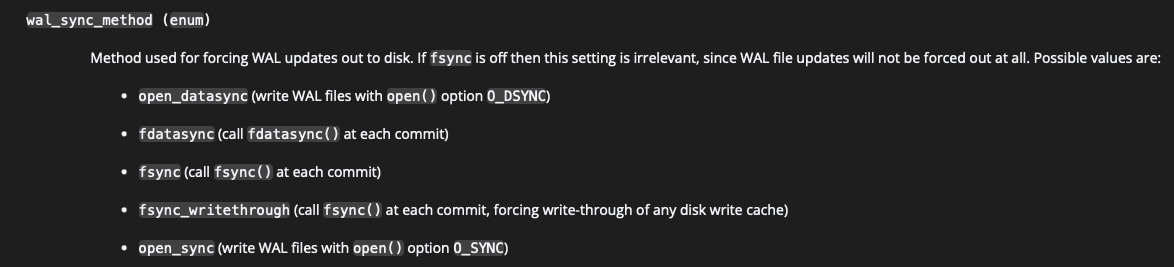 wal_sync_method (enum)
Method used for forcing WAL updates out to disk. If fsync is off then this setting is irrelevant, since WAL file updates will not be forced out at all. Possible values are:
• open_datasync (write WAL files with open() option O_DSYNC)
• fdatasync (call fdatasync() at each commit)
• fsync (call fsync() at each commit)
• fsync_writethrough (call fsync() at each commit, forcing write-through of any disk write cache)
• open_sync (write WAL files with open() option O_SYNC)